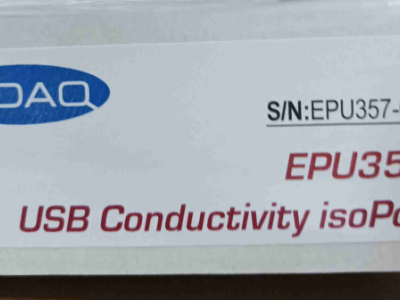 DAQ
S/N:EPU357-
EPU35
USB Conductivity isoPo